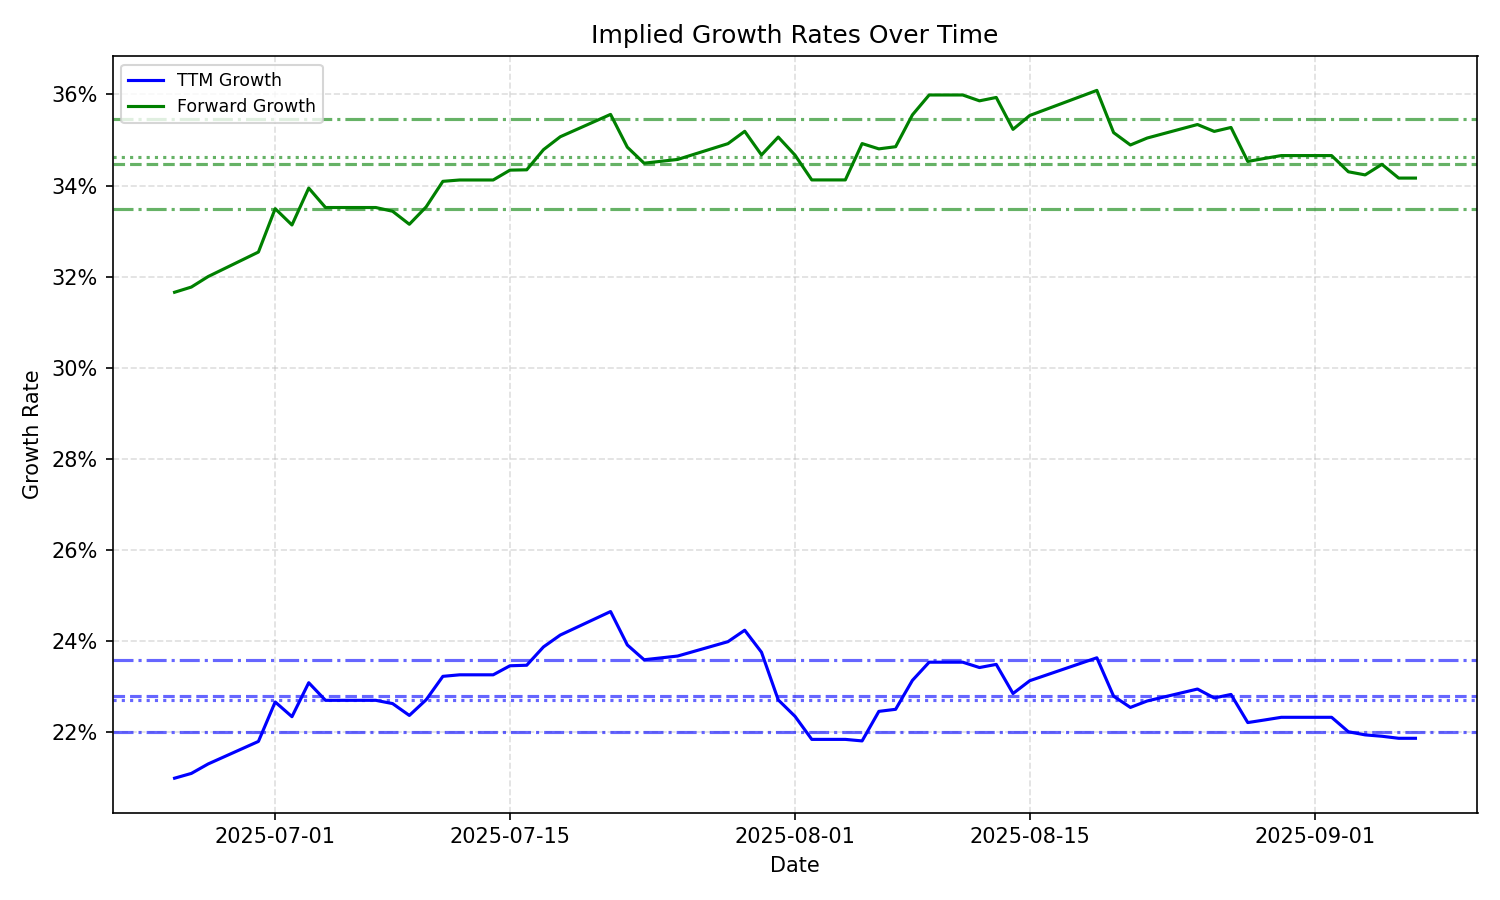 Implied Growth Rates Over Time
TTM Growth
Forward Growth
36%
34%
32%
30%
28%
26%
24%
22%
Growth Rate
2025-07-01
2025-07-15
2025-08-01
2025-08-15
2025-09-01
Date